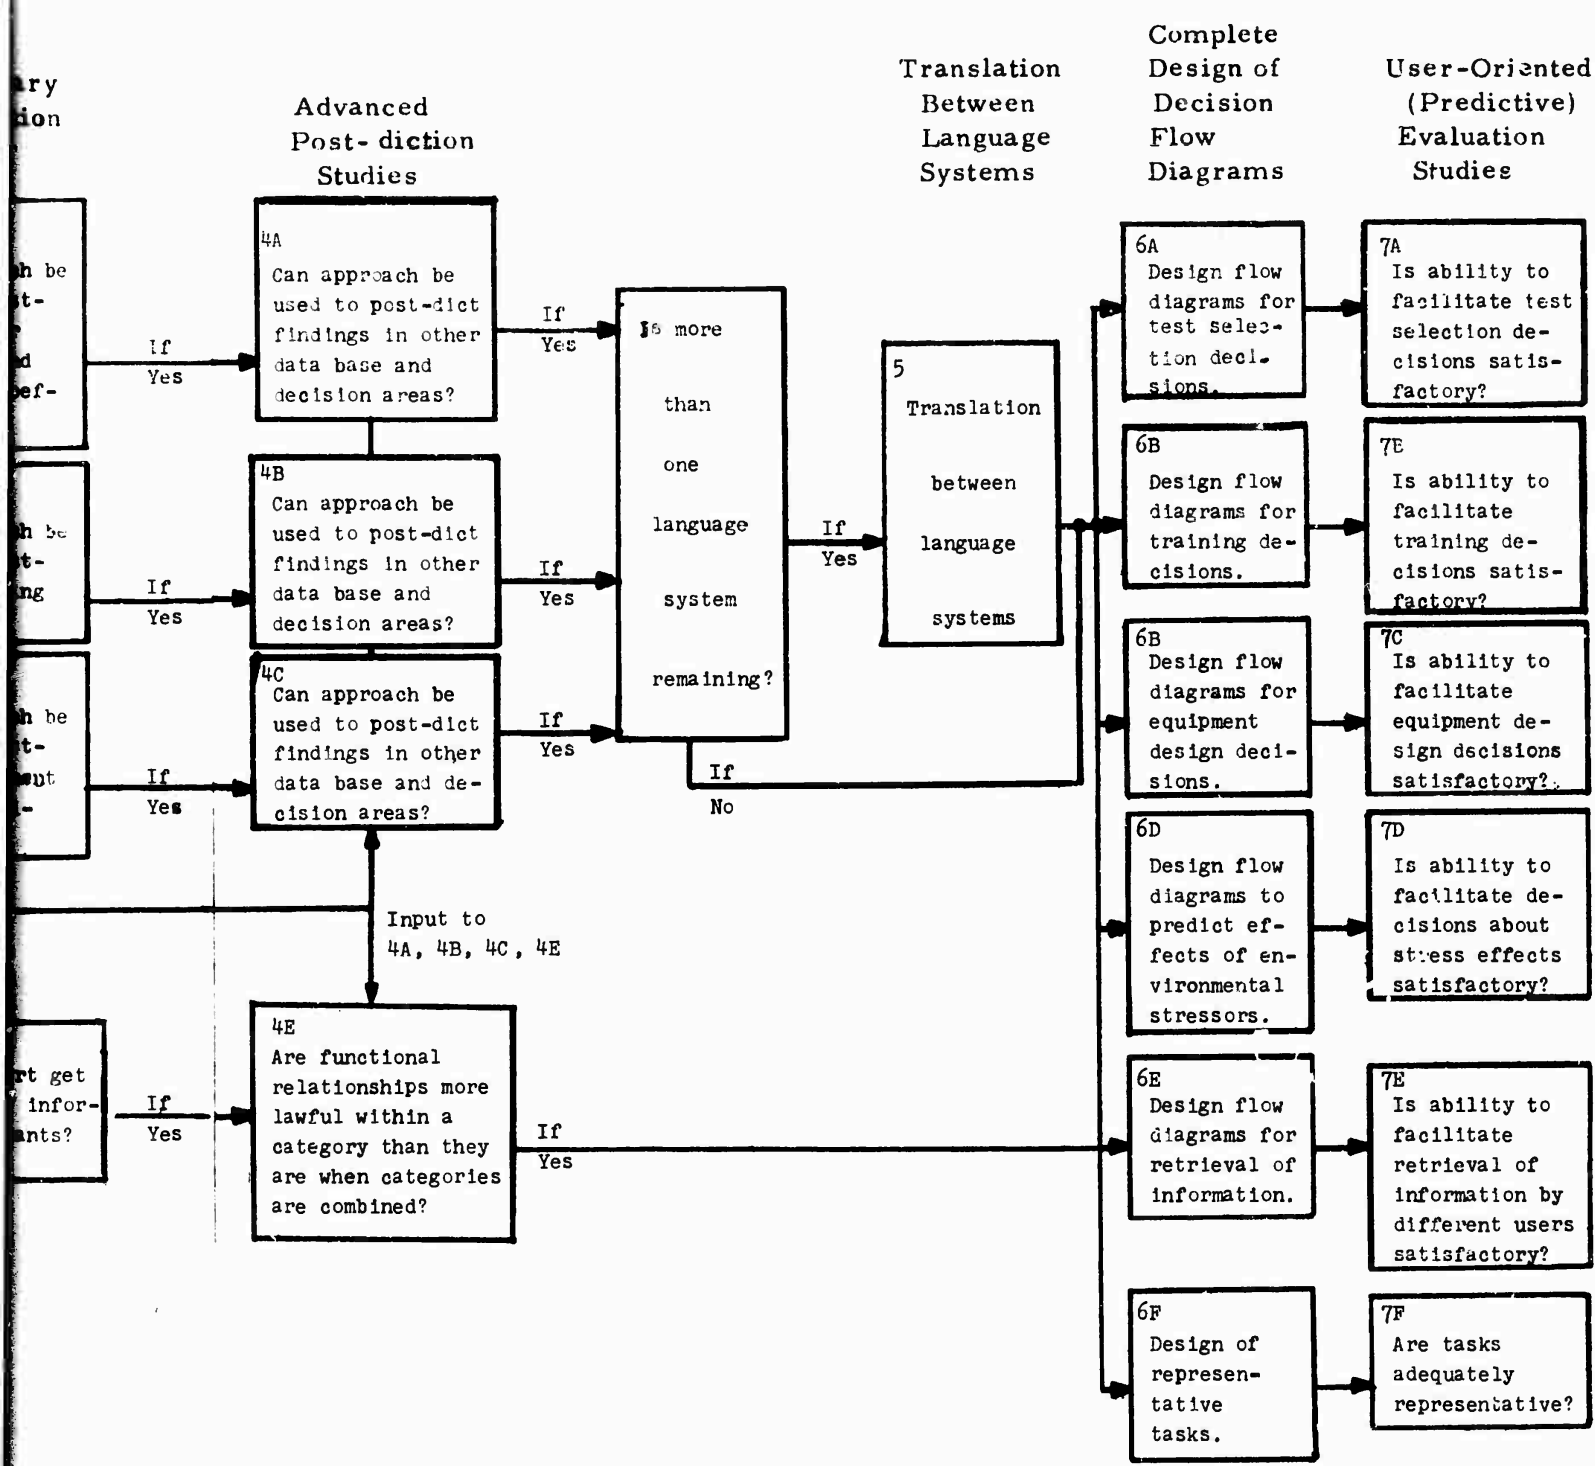 Advanced
Post-diction
Studies
Translation
Between
Language
Systems
Complete
Design of
Decision
Flow
Diagrams
User-Oriented
(Predictive)
Evaluation
Studies
h be
If
Yes
h be
If
Yes
h be
If
Yes
get
infor-
If
Yes
4A
Can approach be
used to post-dict
findings in other
data base and
decision areas?
If
Yes
4B
Can approach be
used to post-dict
findings in other
data base and
decision areas?
If
Yes
4C
Can approach be
used to post-dict
findings in other
data base and de-
cision areas?
If
Yes
Input to
4A, 4B, 4C, 4E
4E
Are functional
relationships more
lawful within a
category than they
are when categories
are combined?
If
Yes
Is more
than
one
language
system
remaining?
If
Yes
If
No
5
Translation
between
language
systems
6A
Design flow
diagrams for
test selec-
tion deci-
sions.
6B
Design flow
diagrams for
training de-
cisions.
6B
Design flow
diagrams for
equipment
design deci-
sions.
6D
Design flow
diagrams to
predict ef-
fects of en-
vironmental
stressors.
6E
Design flow
diagrams for
retrieval of
information.
6F
Design of
represen-
tative
tasks.
7A
Is ability to
facilitate test
selection de-
cisions satis-
factory?
7B
Is ability to
facilitate
training de-
cisions satis-
factory?
7C
Is ability to
facilitate
equipment de-
sign decisions
satisfactory?
7D
Is ability to
facilitate de-
cisions about
stress effects
satisfactory?
7E
Is ability to
facilitate
retrieval of
information by
different users
satisfactory?
7F
Are tasks
adequately
representative?